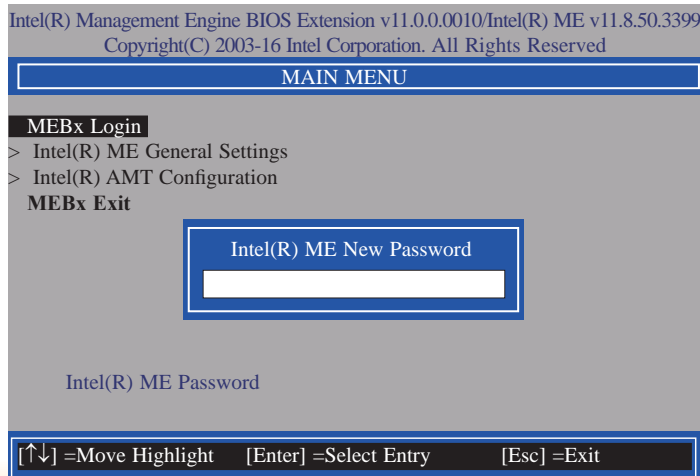 Intel(R) Management Engine BIOS Extension v11.0.0.0010/Intel(R) ME v11.8.50.3399
Copyright(C) 2003-16 Intel Corporation. All Rights Reserved
MAIN MENU
MEBx Login
> Intel(R) ME General Settings
> Intel(R) AMT Configuration
MEBx Exit
Intel(R) ME New Password
Intel(R) ME Password
[↑↓] =Move Highlight [Enter] =Select Entry [Esc] =Exit